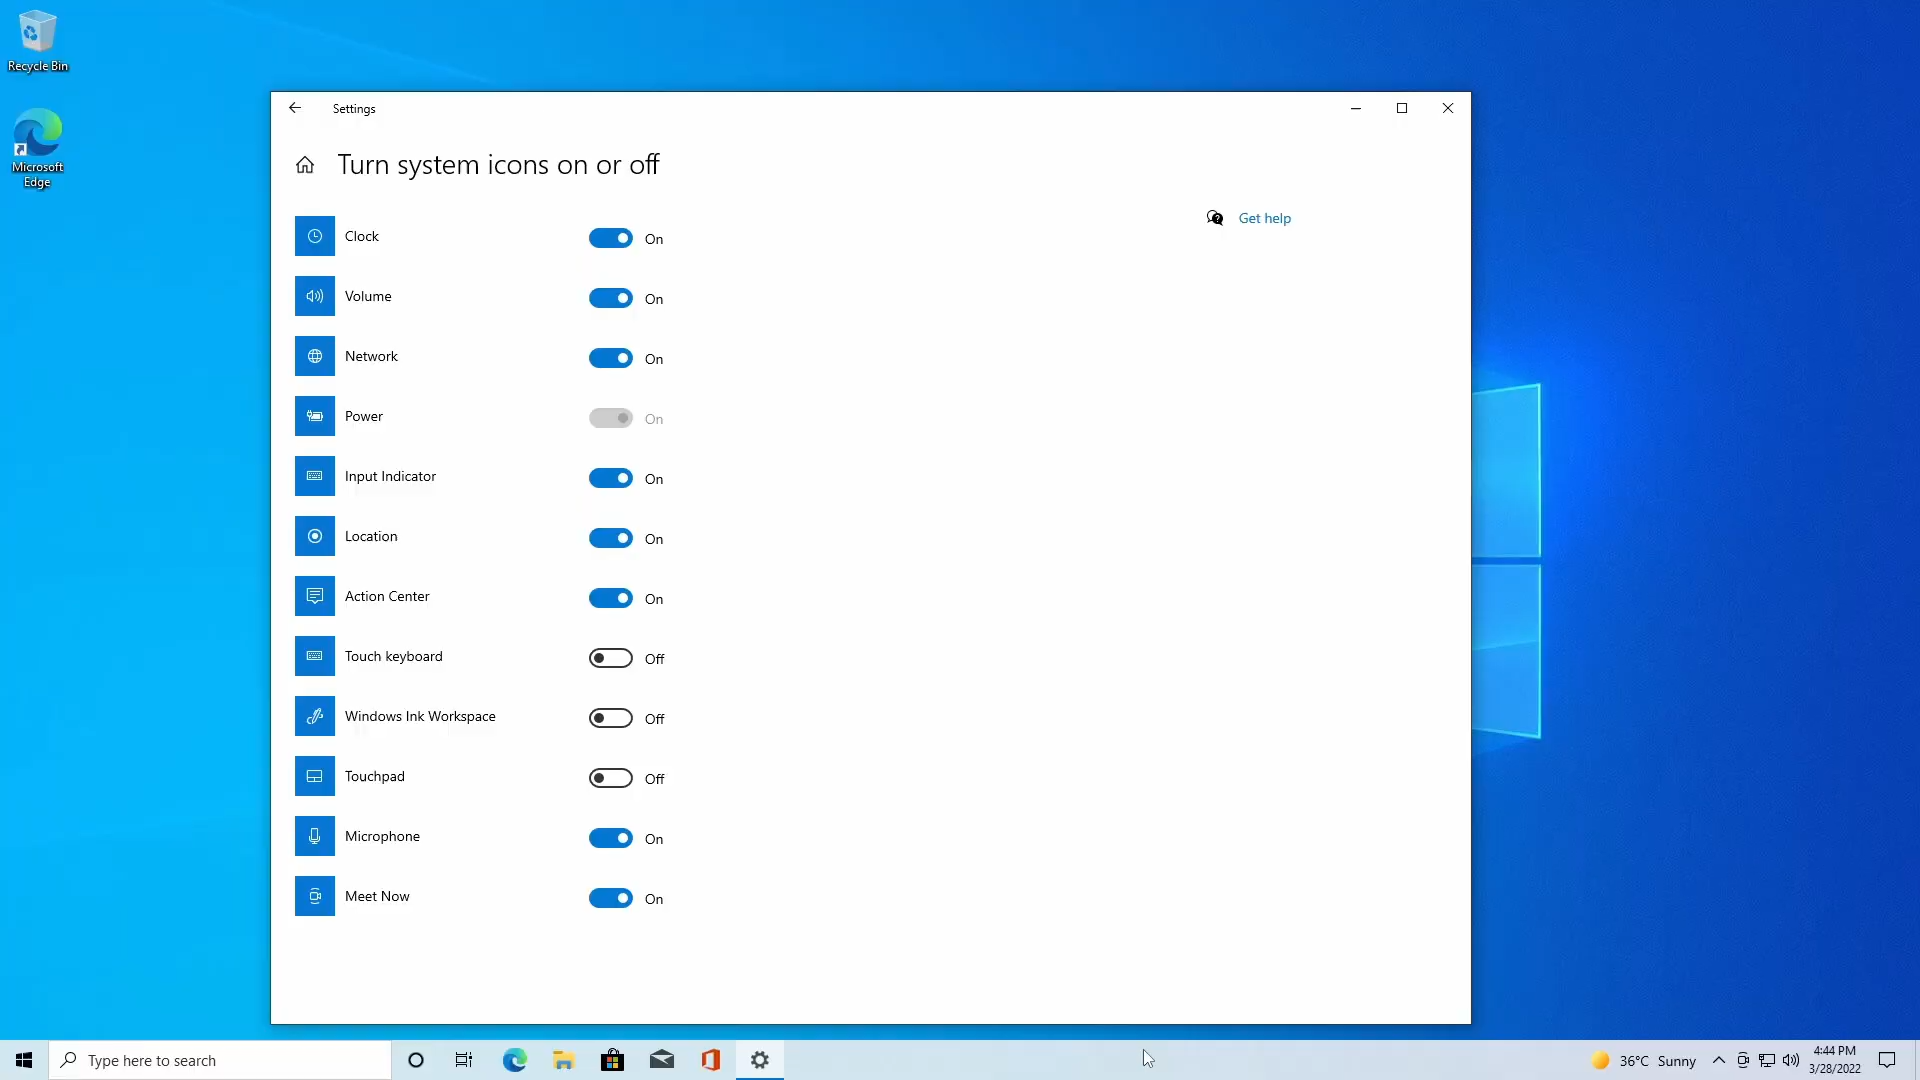 Recycle Bin
Microsoft
Edge
Settings
Turn system icons on or off
Get help
Clock On
Volume On
Network On
Power On
Input Indicator On
Location On
Action Center On
Touch keyboard Off
Windows Ink Workspace Off
Touchpad Off
Microphone On
Meet Now On
Type here to search
36°C Sunny
4:44 PM
3/28/2022